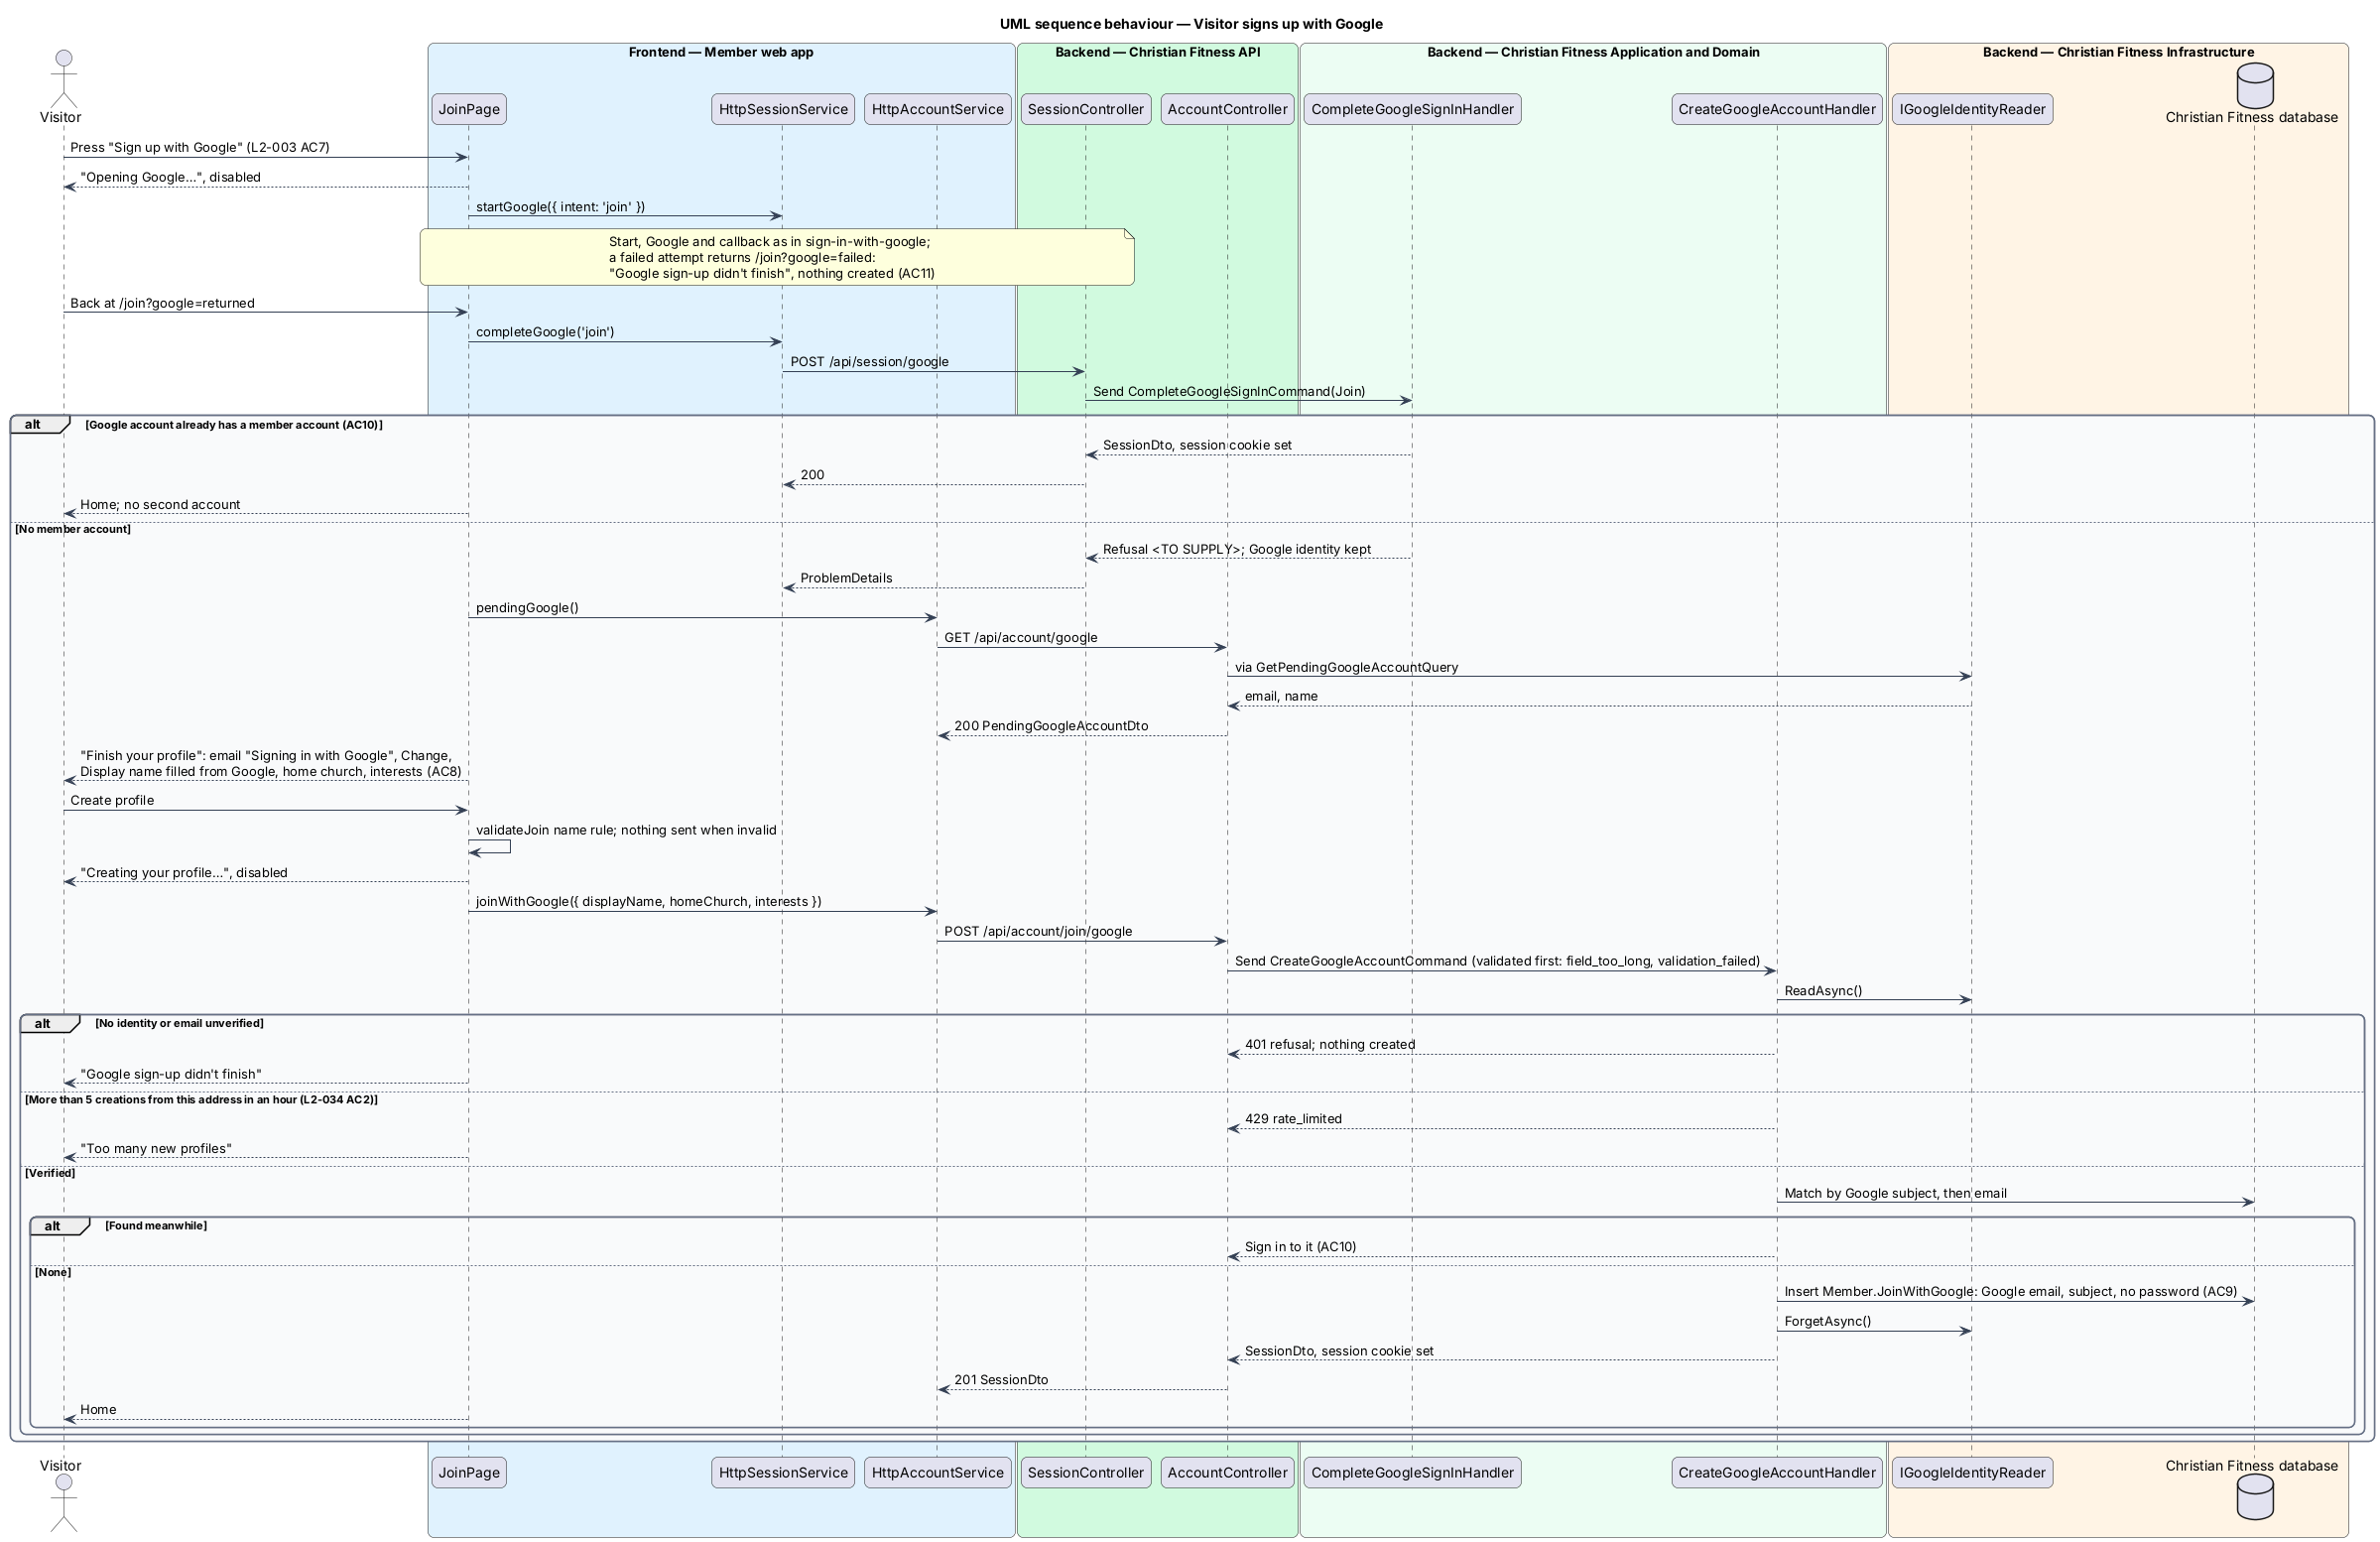 UML sequence behaviour — Visitor signs up with Google
Frontend — Member web app
Backend — Christian Fitness API
Backend — Christian Fitness Application and Domain
Backend — Christian Fitness Infrastructure
Visitor
JoinPage
HttpSessionService
HttpAccountService
SessionController
AccountController
CompleteGoogleSignInHandler
CreateGoogleAccountHandler
IGoogleIdentityReader
Christian Fitness database
Press "Sign up with Google" (L2-003 AC7)
"Opening Google…", disabled
startGoogle({ intent: 'join' })
Start, Google and callback as in sign-in-with-google;
a failed attempt returns /join?google=failed:
"Google sign-up didn't finish", nothing created (AC11)
Back at /join?google=returned
completeGoogle('join')
POST /api/session/google
Send CompleteGoogleSignInCommand(Join)
alt [Google account already has a member account (AC10)]
SessionDto, session cookie set
200
Home; no second account
[No member account]
Refusal <TO SUPPLY>; Google identity kept
ProblemDetails
pendingGoogle()
GET /api/account/google
via GetPendingGoogleAccountQuery
email, name
200 PendingGoogleAccountDto
"Finish your profile": email "Signing in with Google", Change,
Display name filled from Google, home church, interests (AC8)
Create profile
validateJoin name rule; nothing sent when invalid
"Creating your profile…", disabled
joinWithGoogle({ displayName, homeChurch, interests })
POST /api/account/join/google
Send CreateGoogleAccountCommand (validated first: field_too_long, validation_failed)
ReadAsync()
alt [No identity or email unverified]
401 refusal; nothing created
"Google sign-up didn't finish"
[More than 5 creations from this address in an hour (L2-034 AC2)]
429 rate_limited
"Too many new profiles"
[Verified]
Match by Google subject, then email
alt [Found meanwhile]
Sign in to it (AC10)
[None]
Insert Member.JoinWithGoogle: Google email, subject, no password (AC9)
ForgetAsync()
SessionDto, session cookie set
201 SessionDto
Home
Visitor
JoinPage
HttpSessionService
HttpAccountService
SessionController
AccountController
CompleteGoogleSignInHandler
CreateGoogleAccountHandler
IGoogleIdentityReader
Christian Fitness database